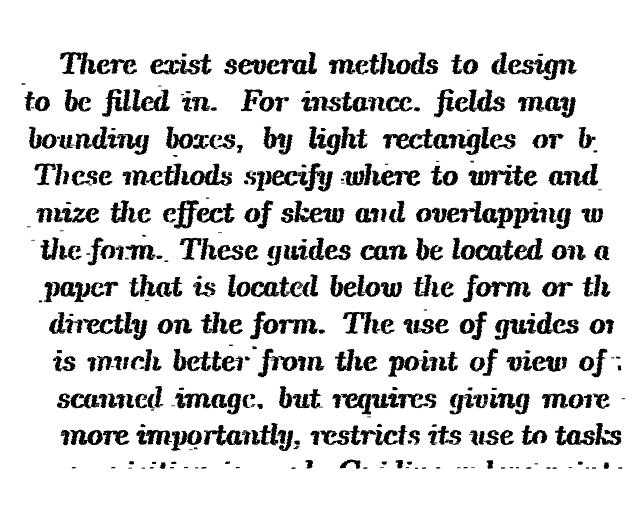 There exist several methods to design
to be filled in. For instance. fields may
bounding boxes, by light rectangles or b
These methods specify where to write and
mize the effect of skew and overlapping w
the form. These guides can be located on a
paper that is located below the form or th
directly on the form. The use of guides or
is much better from the point of view of
scanned image. but requires giving more
more importantly, restricts its use to tasks